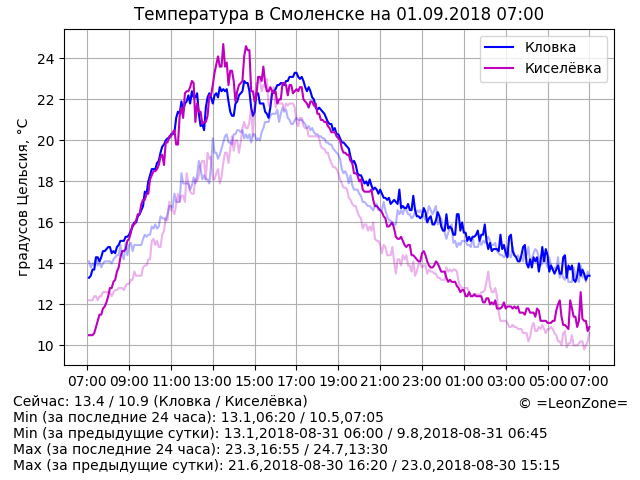 Температура в Смоленске на 01.09.2018 07:00
Кловка
Киселёвка
градусов Цельсия, °C
24
22
20
18
16
14
12
10
07:00 09:00 11:00 13:00 15:00 17:00 19:00 21:00 23:00 01:00 03:00 05:00 07:00
Сейчас: 13.4 / 10.9 (Кловка / Киселёвка)
© =LeonZone=
Min (за последние 24 часа): 13.1,06:20 / 10.5,07:05
Min (за предыдущие сутки): 13.1,2018-08-31 06:00 / 9.8,2018-08-31 06:45
Max (за последние 24 часа): 23.3,16:55 / 24.7,13:30
Max (за предыдущие сутки): 21.6,2018-08-30 16:20 / 23.0,2018-08-30 15:15